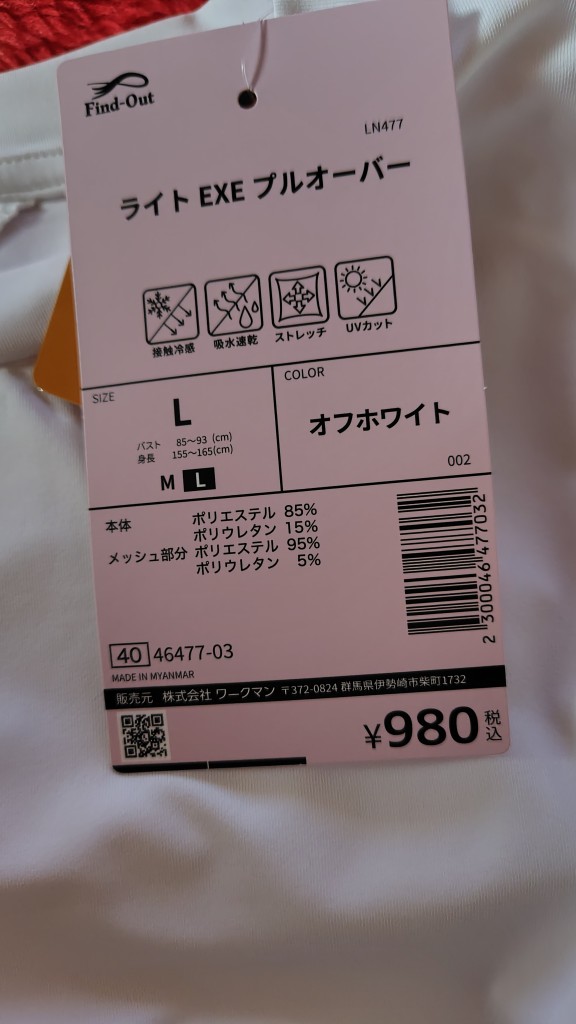 Find-Out
LN477
ライト EXE プルオーバー
接触冷感 吸水速乾 ストレッチ UVカット
SIZE
L
バスト 85～93 (cm)
身長 155～165(cm)
M L
COLOR
オフホワイト
002
本体 ポリエステル 85%
ポリウレタン 15%
メッシュ部分 ポリエステル 95%
ポリウレタン 5%
2300046477032
40 46477-03
MADE IN MYANMAR
販売元 株式会社 ワークマン 〒372-0824 群馬県伊勢崎市柴町1732
¥980 税込